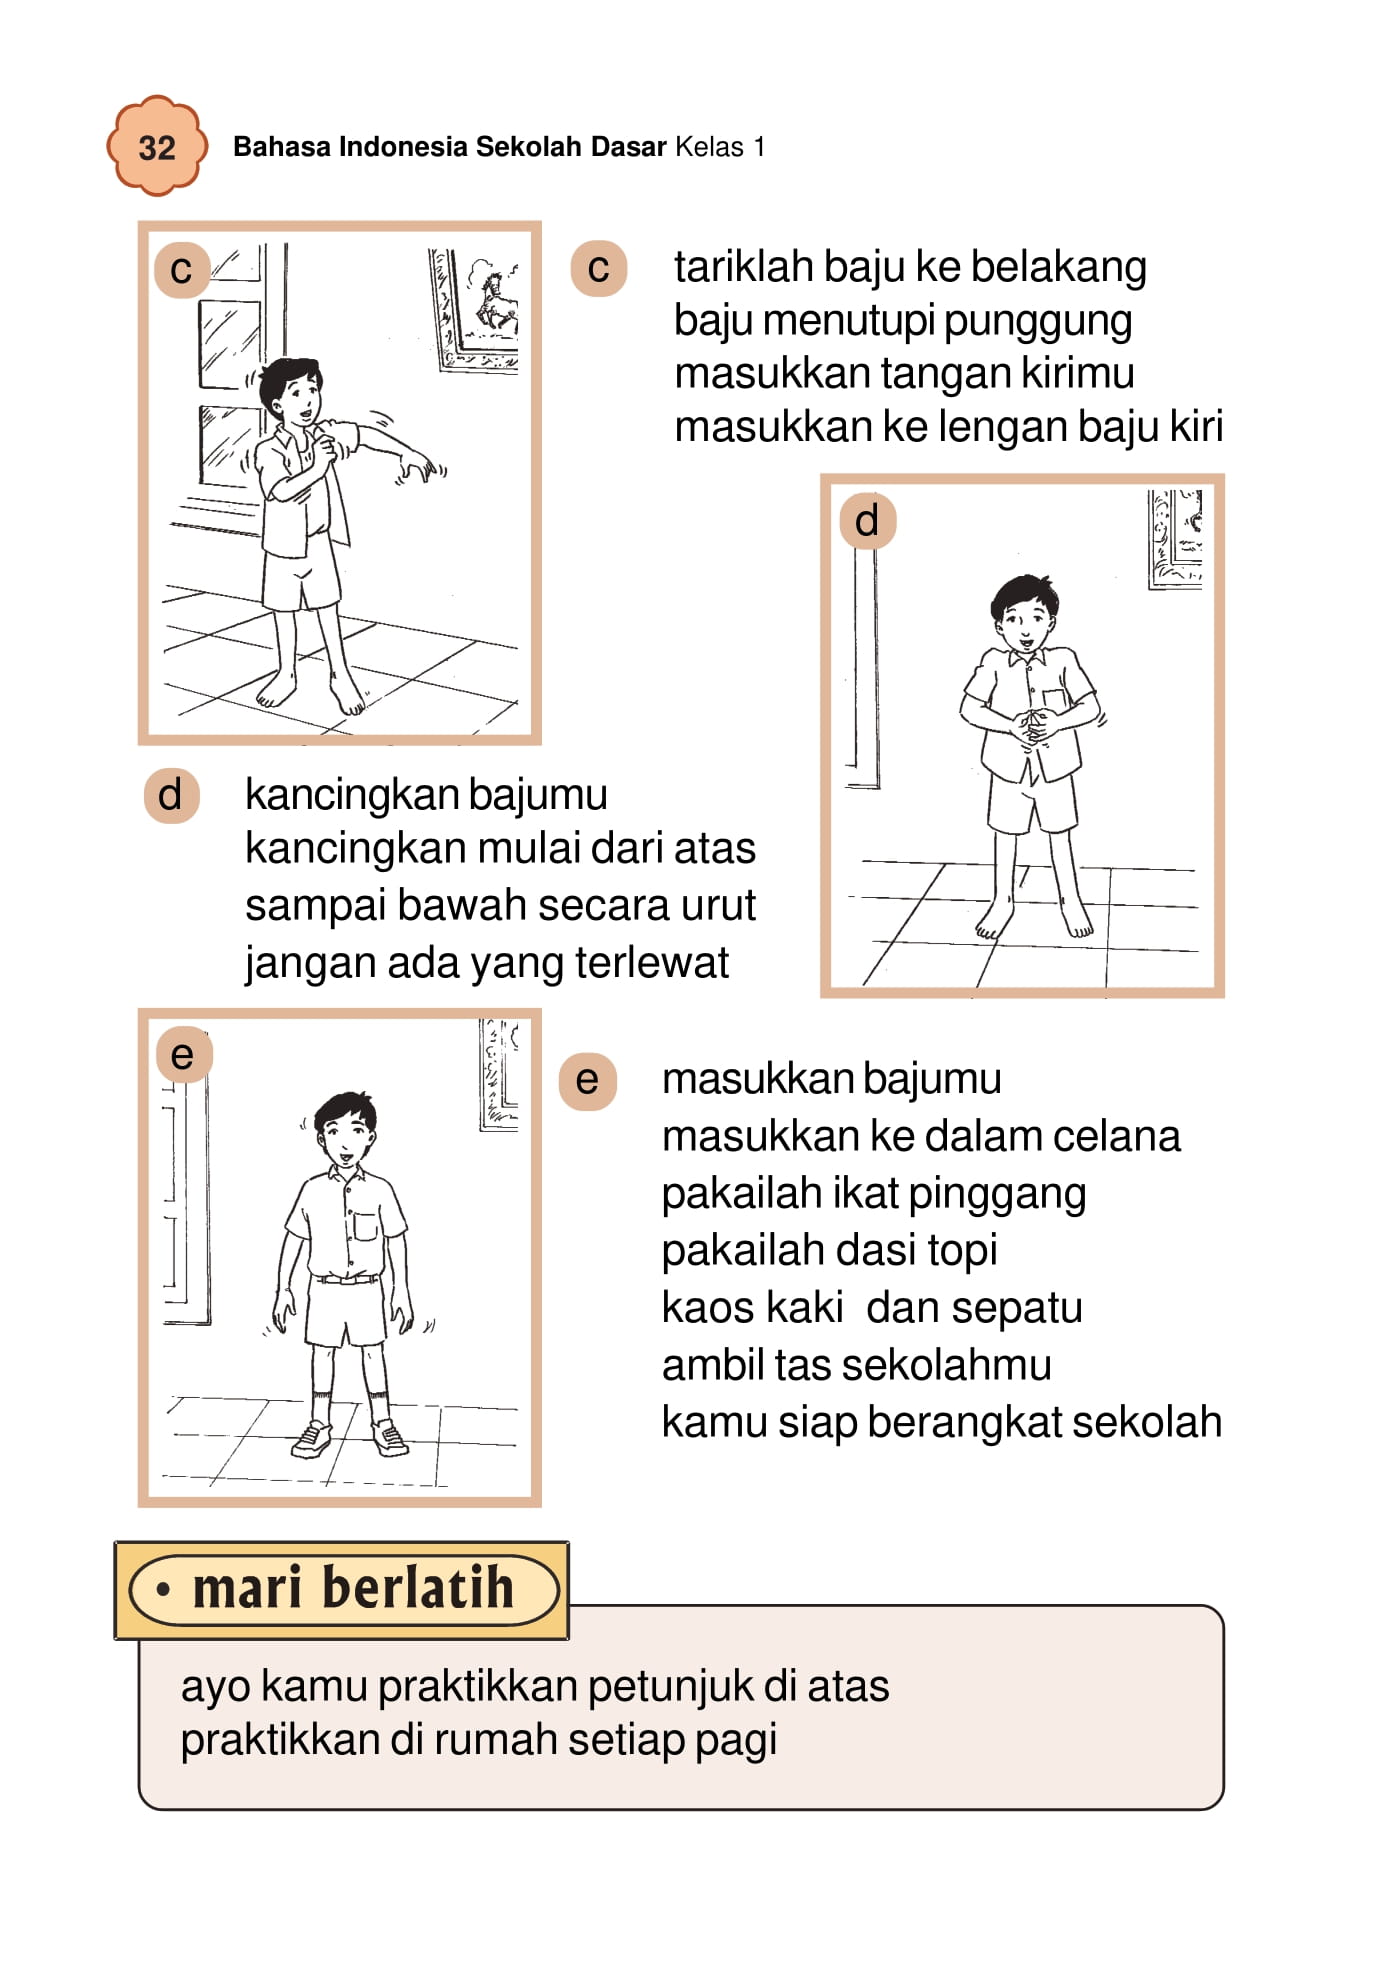 32
Bahasa Indonesia Sekolah Dasar Kelas 1
c
c
tariklah baju ke belakang
baju menutupi punggung
masukkan tangan kirimu
masukkan ke lengan baju kiri
d
d
kancingkan bajumu
kancingkan mulai dari atas
sampai bawah secara urut
jangan ada yang terlewat
e
e
masukkan bajumu
masukkan ke dalam celana
pakailah ikat pinggang
pakailah dasi topi
kaos kaki dan sepatu
ambil tas sekolahmu
kamu siap berangkat sekolah
• mari berlatih
ayo kamu praktikkan petunjuk di atas
praktikkan di rumah setiap pagi